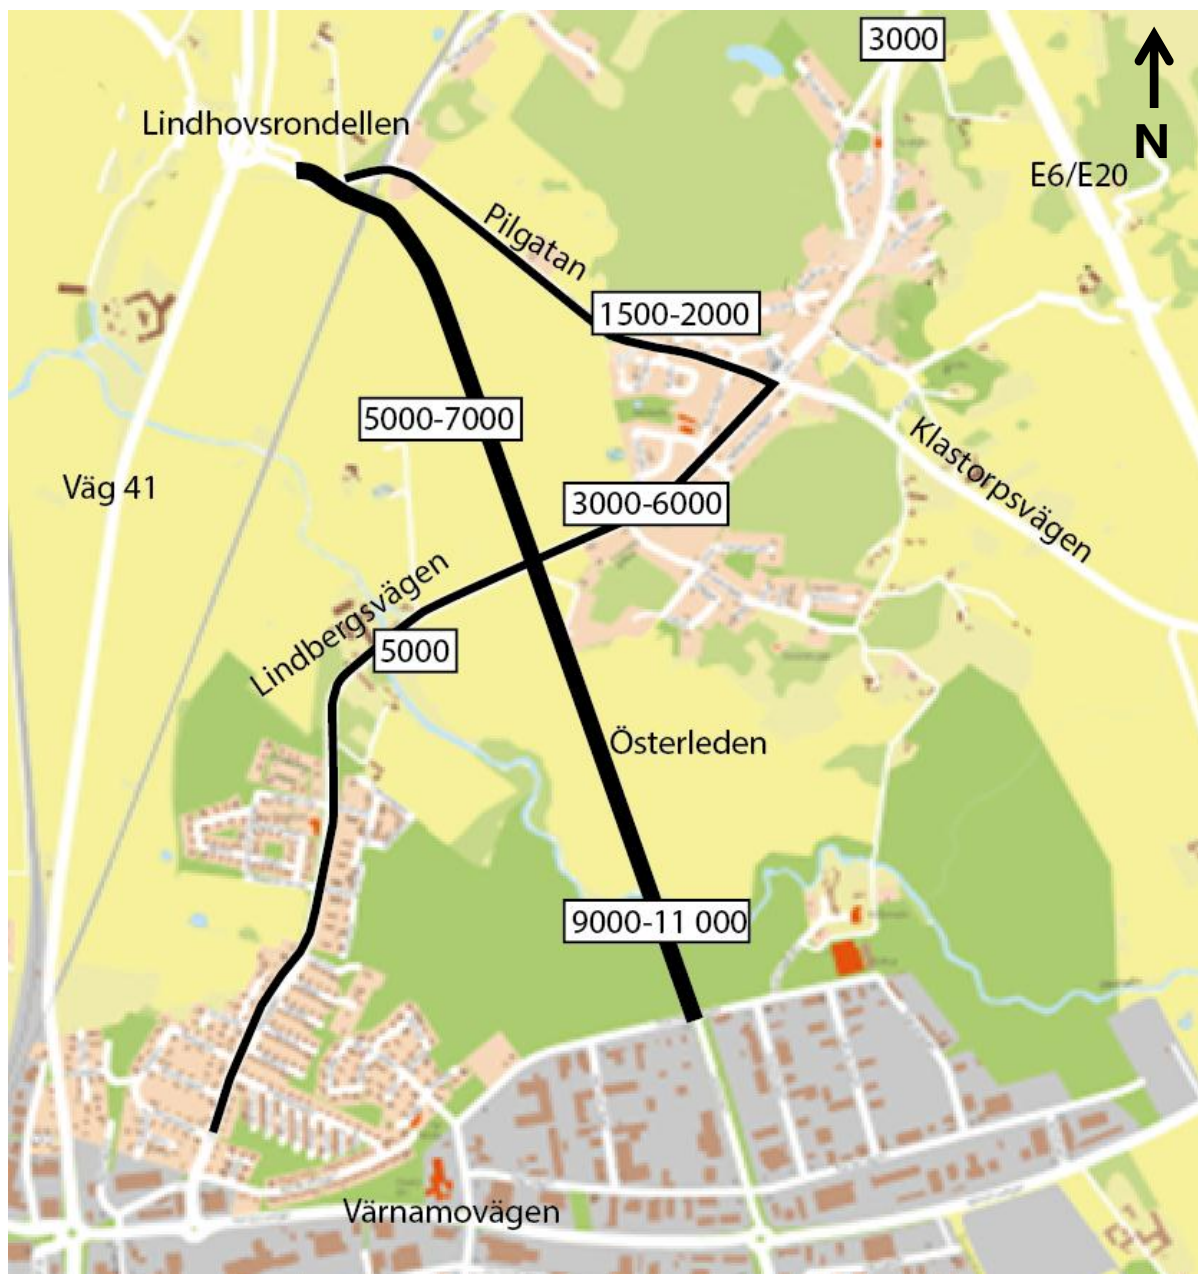 3000
Lindhovsrondellen
N
E6/E20
Pilgatan
1500-2000
5000-7000
Klastorpsvägen
Väg 41
3000-6000
Lindbergsvägen
5000
Österleden
9000-11 000
Värnamovägen